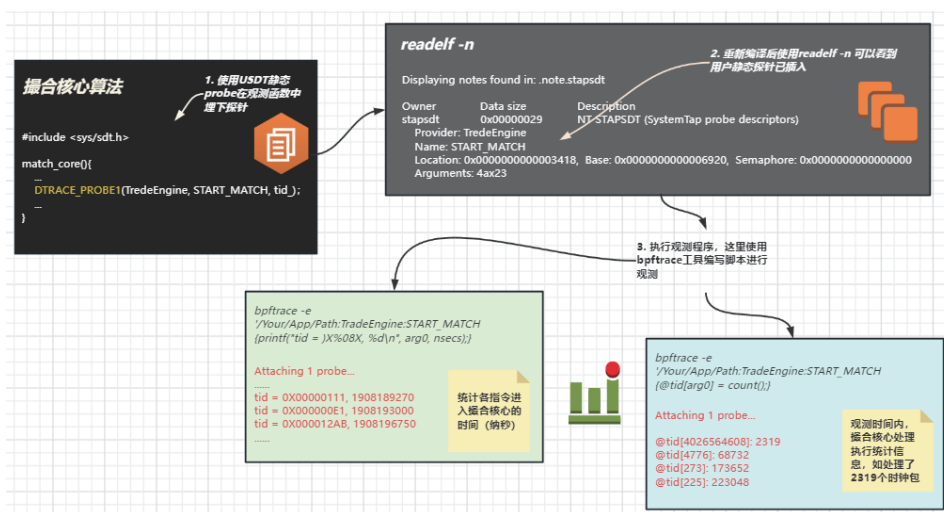 撮合核心算法
1. 使用USDT静态
probe在观测函数中
埋下探针
#include <sys/sdt.h>
match_core(){
...
DTRACE_PROBE1(TredeEngine, START_MATCH, tid_);
...
}
readelf -n
2. 重新编译后使用readelf -n 可以看到
用户静态探针已插入
Displaying notes found in: .note.stapsdt
Owner Data size Description
stapsdt 0x00000029 NT_STAPSDT (SystemTap probe descriptors)
Provider: TredeEngine
Name: START_MATCH
Location: 0x0000000000003418, Base: 0x0000000000006920, Semaphore: 0x0000000000000000
Arguments: 4ax23
3. 执行观测程序，这里使用
bpftrace工具编写脚本进行
观测
bpftrace -e
'/Your/App/Path:TradeEngine:START_MATCH
{printf("tid = )X%08X, %d\n", arg0, nsecs);}
Attaching 1 probe...
......
tid = 0X00000111, 1908189270
tid = 0X000000E1, 1908193000
tid = 0X000012AB, 1908196750
......
统计各指令进
入撮合核心的
时间（纳秒）
bpftrace -e
'/Your/App/Path:TradeEngine:START_MATCH
{@tid[arg0] = count();}
Attaching 1 probe...
@tid[4026564608]: 2319
@tid[4776]: 68732
@tid[273]: 173652
@tid[225]: 223048
观测时间内，
撮合核心处理
执行统计信
息，如处理了
2319个时钟包